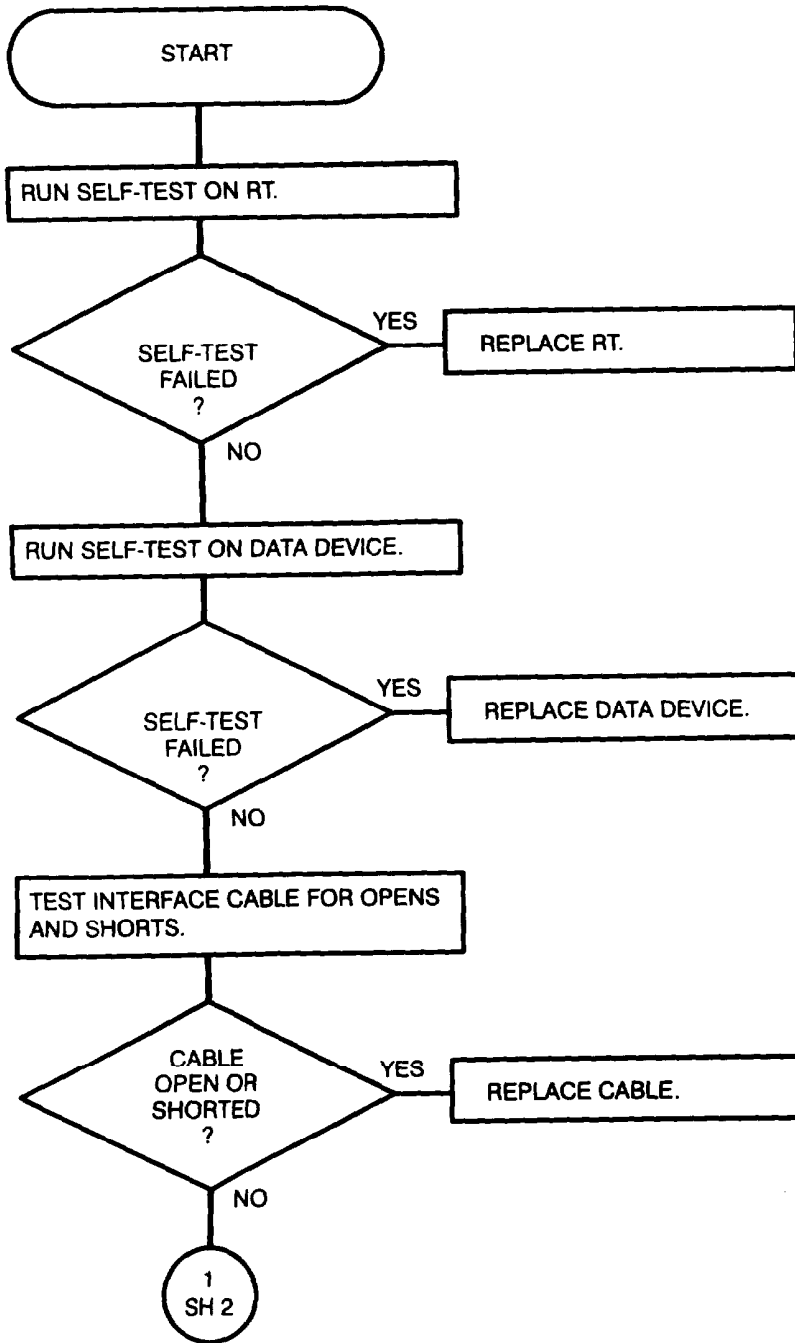 START
RUN SELF-TEST ON RT.
SELF-TEST
FAILED
?
YES
REPLACE RT.
NO
RUN SELF-TEST ON DATA DEVICE.
SELF-TEST
FAILED
?
YES
REPLACE DATA DEVICE.
NO
TEST INTERFACE CABLE FOR OPENS
AND SHORTS.
CABLE
OPEN OR
SHORTED
?
YES
REPLACE CABLE.
NO
1
SH 2